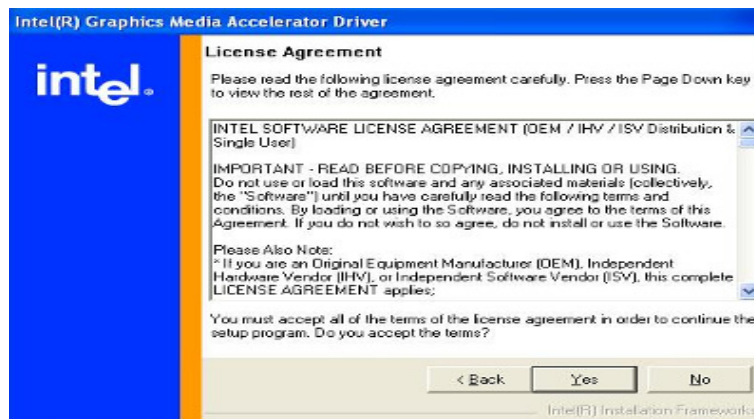 Intel(R) Graphics Media Accelerator Driver
intel.
License Agreement
Please read the following license agreement carefully. Press the Page Down key
to view the rest of the agreement.
INTEL SOFTWARE LICENSE AGREEMENT (OEM / IHV / ISV Distribution &
Single User)
IMPORTANT - READ BEFORE COPYING, INSTALLING OR USING.
Do not use or load this software and any associated materials (collectively,
the "Software") until you have carefully read the following terms and
conditions. By loading or using the Software, you agree to the terms of this
Agreement. If you do not wish to so agree, do not install or use the Software.
Please Also Note:
* If you are an Original Equipment Manufacturer (OEM), Independent
Hardware Vendor (IHV), or Independent Software Vendor (ISV), this complete
LICENSE AGREEMENT applies;
You must accept all of the terms of the license agreement in order to continue the
setup program. Do you accept the terms?
< Back Yes No
Intel(R) Installation Framework